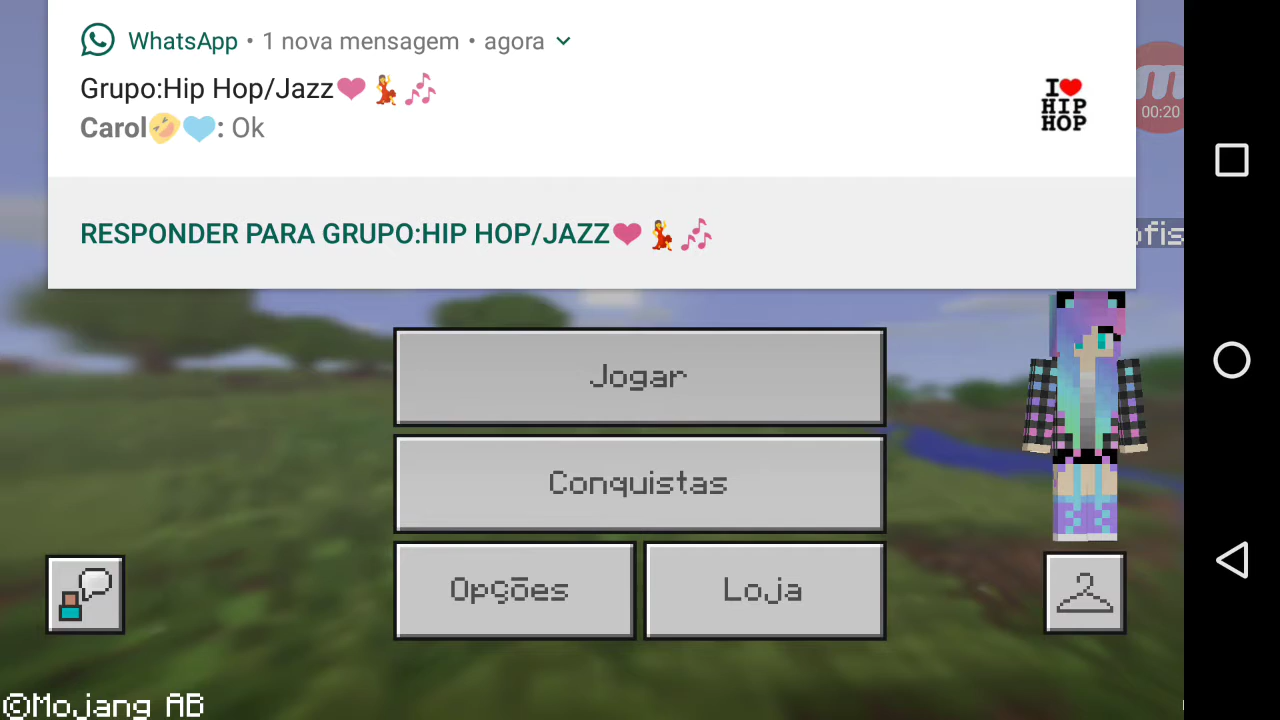 WhatsApp • 1 nova mensagem • agora
Grupo:Hip Hop/Jazz❤💃🎶
Carol🤣💙: Ok
I❤
HIP
HOP
00:20
RESPONDER PARA GRUPO:HIP HOP/JAZZ❤💃🎶
ofis
Jogar
Conquistas
Opções
Loja
©Mojang AB